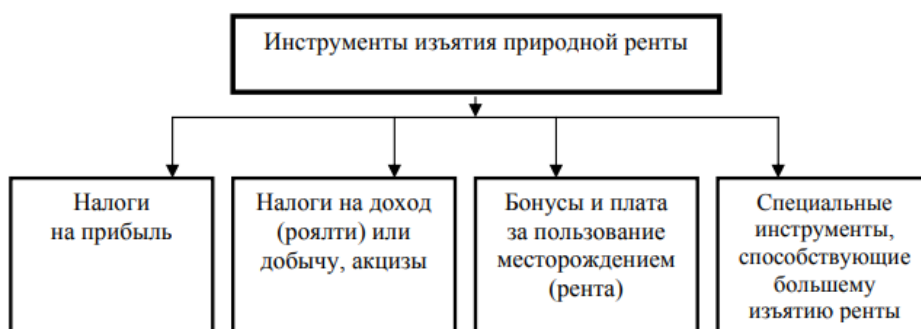 Инструменты изъятия природной ренты
Налоги
на прибыль
Налоги на доход
(роялти) или
добычу, акцизы
Бонусы и плата
за пользование
месторождением
(рента)
Специальные
инструменты,
способствующие
большему
изъятию ренты